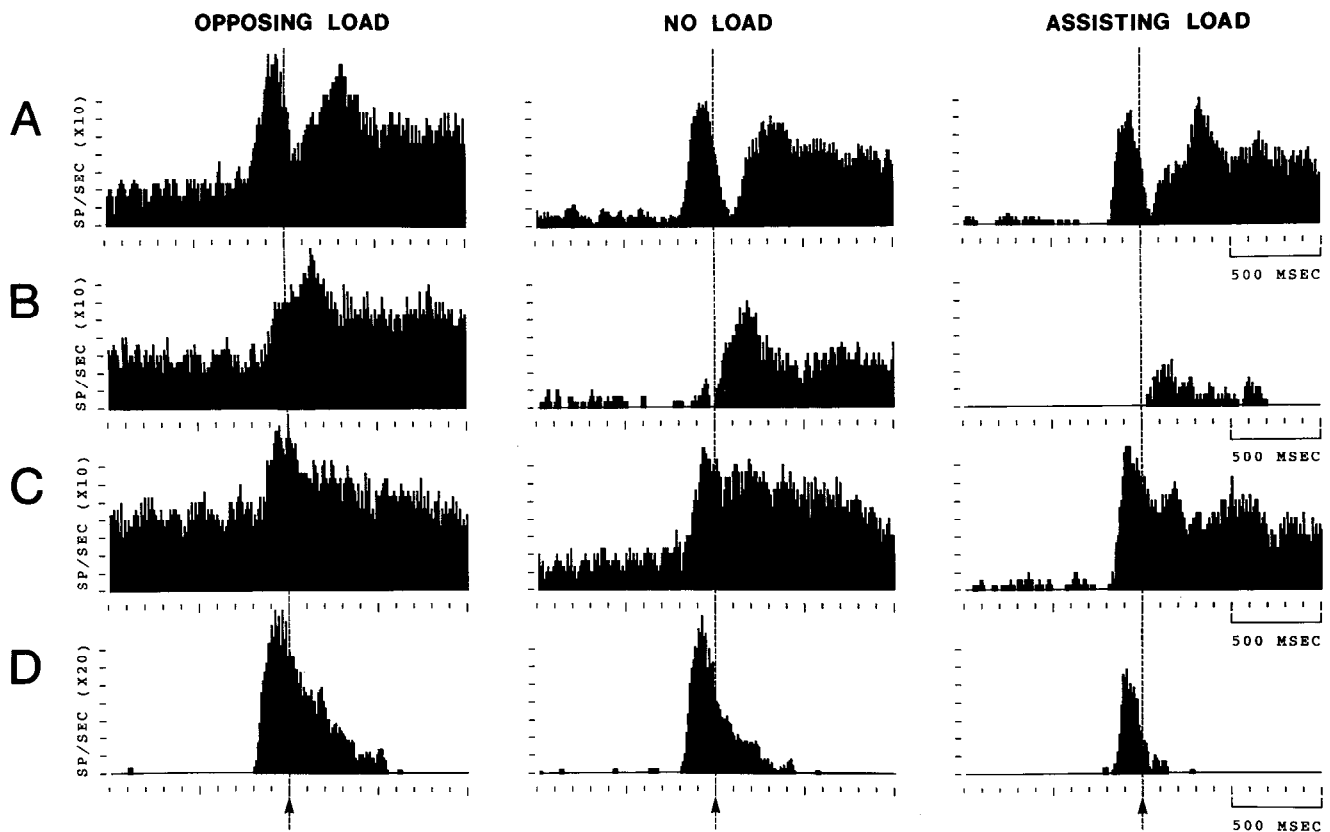 OPPOSING LOAD NO LOAD ASSISTING LOAD
A
SP/SEC (X10)
500 MSEC
B
SP/SEC (X10)
500 MSEC
C
SP/SEC (X10)
500 MSEC
D
SP/SEC (X20)
500 MSEC